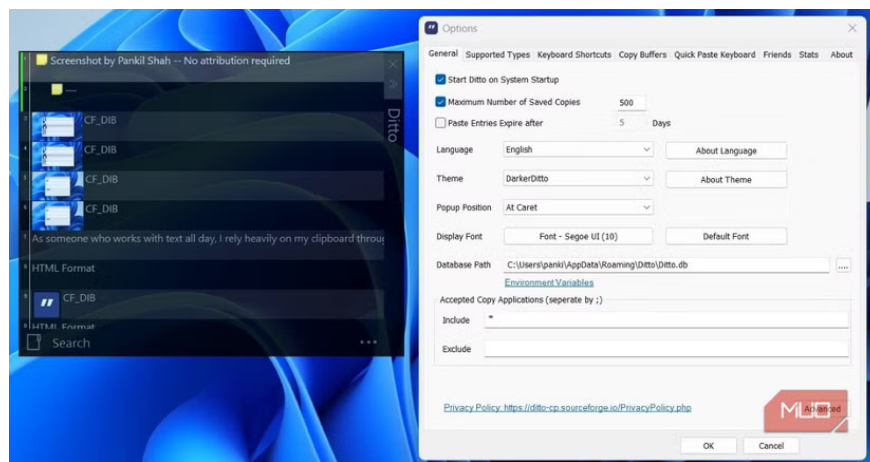 Screenshot by Pankil Shah -- No attribution required
---
CF_DIB
CF_DIB
CF_DIB
CF_DIB
As someone who works with text all day, I rely heavily on my clipboard throu
HTML Format
CF_DIB
HTML Format
Search
Ditto
Options
General Supported Types Keyboard Shortcuts Copy Buffers Quick Paste Keyboard Friends Stats About
Start Ditto on System Startup
Maximum Number of Saved Copies 500
Paste Entries Expire after 5 Days
Language English About Language
Theme DarkerDitto About Theme
Popup Position At Caret
Display Font Font - Segoe UI (10) Default Font
Database Path C:\Users\panki\AppData\Roaming\Ditto\Ditto.db ....
Environment Variables
Accepted Copy Applications (seperate by ;)
Include *
Exclude
Privacy Policy https://ditto-cp.sourceforge.io/PrivacyPolicy.php
Advanced
MUO
OK Cancel